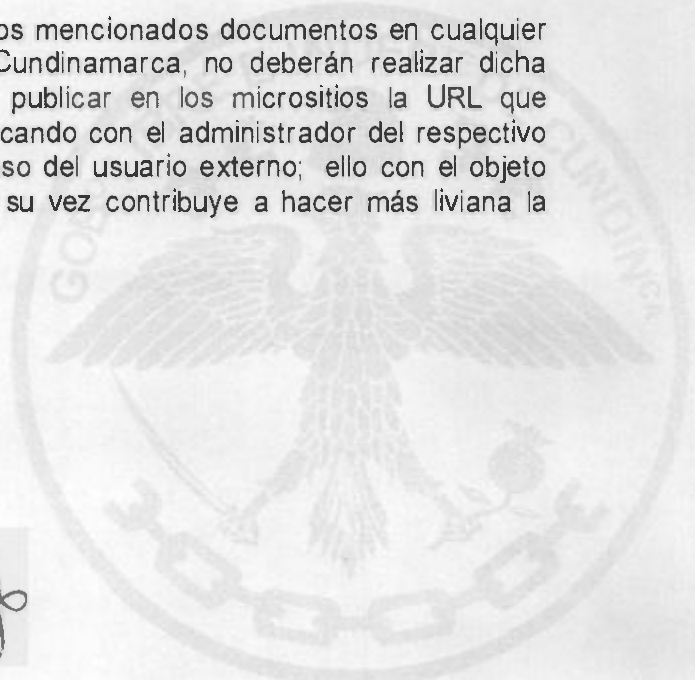 os mencionados documentos en cualquier
Cundinamarca, no deberán realizar dicha
publicar en los micrositios la URL que
cando con el administrador del respectivo
so del usuario externo; ello con el objeto
su vez contribuye a hacer más liviana la